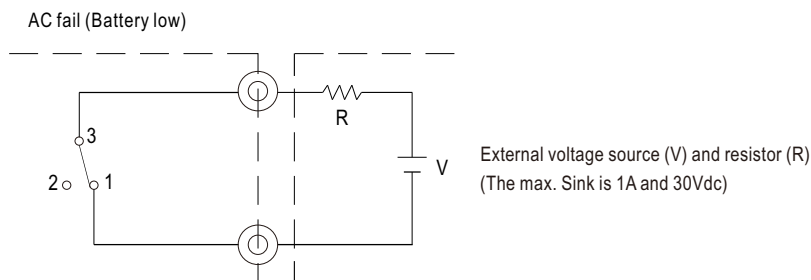 AC fail (Battery low)
3
2
1
R
V
External voltage source (V) and resistor (R)
(The max. Sink is 1A and 30Vdc)